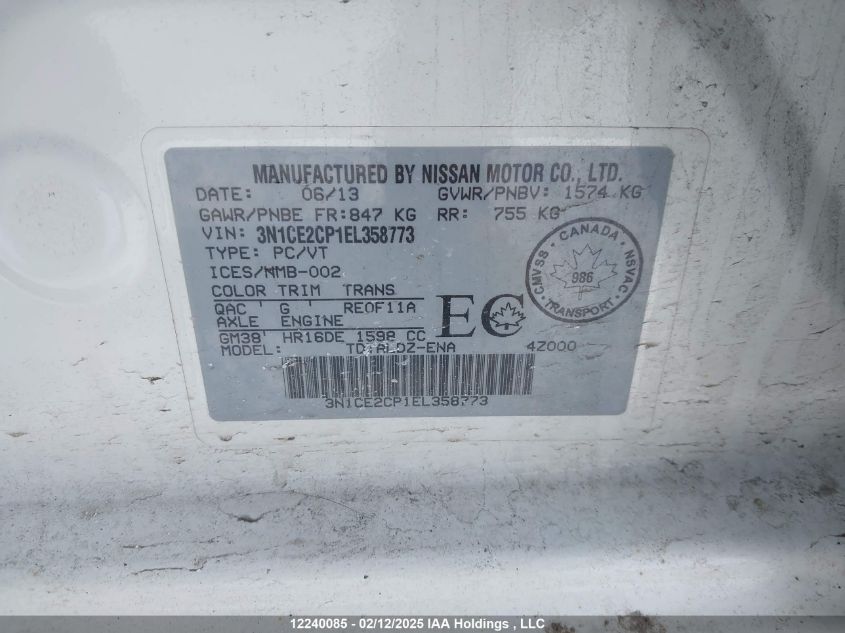 MANUFACTURED BY NISSAN MOTOR CO., LTD.
DATE: 06/13 GVWR/PNBV: 1574 KG
GAWR/PNBE FR:847 KG RR: 755 KG
VIN: 3N1CE2CP1EL358773
TYPE: PC/VT
ICES/NMB-002
COLOR TRIM TRANS
QAC ' G ' RE0F11A
AXLE ENGINE
GM38' HR16DE 1598 CC
MODEL: 4Z000
EC
CANADA
CMVSS NSVAC
986
TRANSPORT
3N1CE2CP1EL358773
12240085 - 02/12/2025 IAA Holdings , LLC